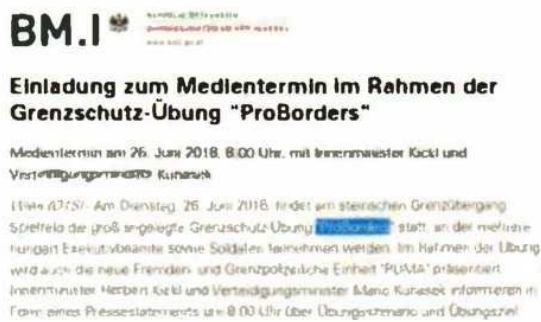 BM.I
Einladung zum Medientermin im Rahmen der
Grenzschutz-Übung "ProBorders"
Medientermin am 26. Juni 2018, 8.00 Uhr, mit Innenminister Kickl und
Verteidigungsminister Kunasek
Wien (OTS) - Am Dienstag, 26. Juni 2018, findet am steirischen Grenzübergang
Spielfeld die groß angelegte Grenzschutz-Übung "ProBorders" statt, an der mehrere
hundert Exekutivbeamte sowie Soldaten teilnehmen werden. Im Rahmen der Übung
wird auch die neue Fremden- und Grenzpolizeiliche Einheit "PUMA" präsentiert.
Innenminister Herbert Kickl und Verteidigungsminister Mario Kunasek informieren in
Form eines Pressestatements um 8.00 Uhr über Übungsszenario und Übungsziel